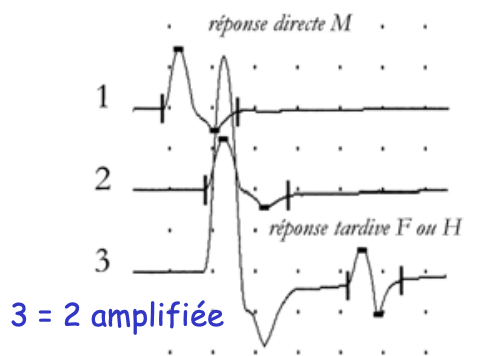 réponse directe M
1
2
réponse tardive F ou H
3
3 = 2 amplifiée